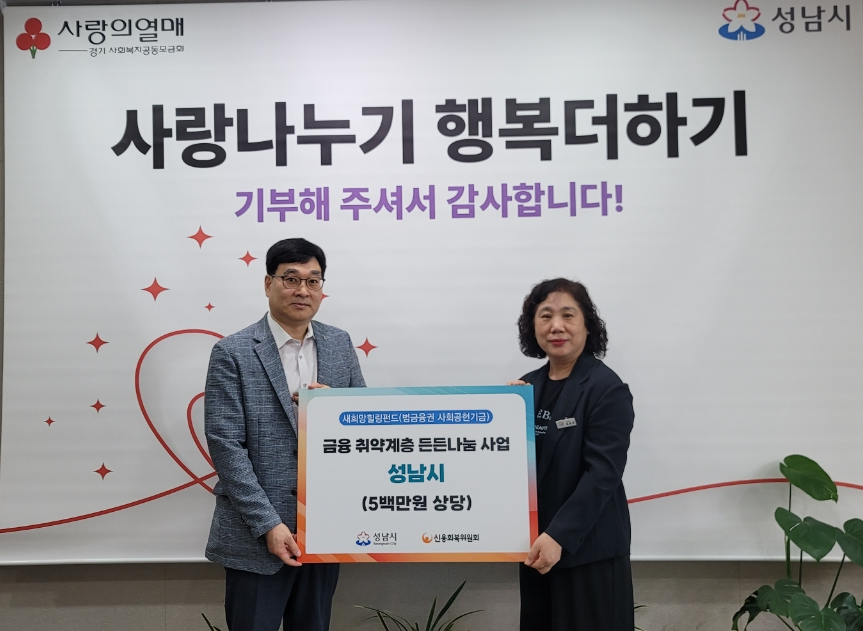 사랑의열매
경기 사회복지공동모금회
성남시
사랑나누기 행복더하기
기부해 주셔서 감사합니다!
새희망힐링펀드(범금융권 사회공헌기금)
금융 취약계층 든든나눔 사업
성남시
(5백만원 상당)
성남시
Seongnam City
신용회복위원회